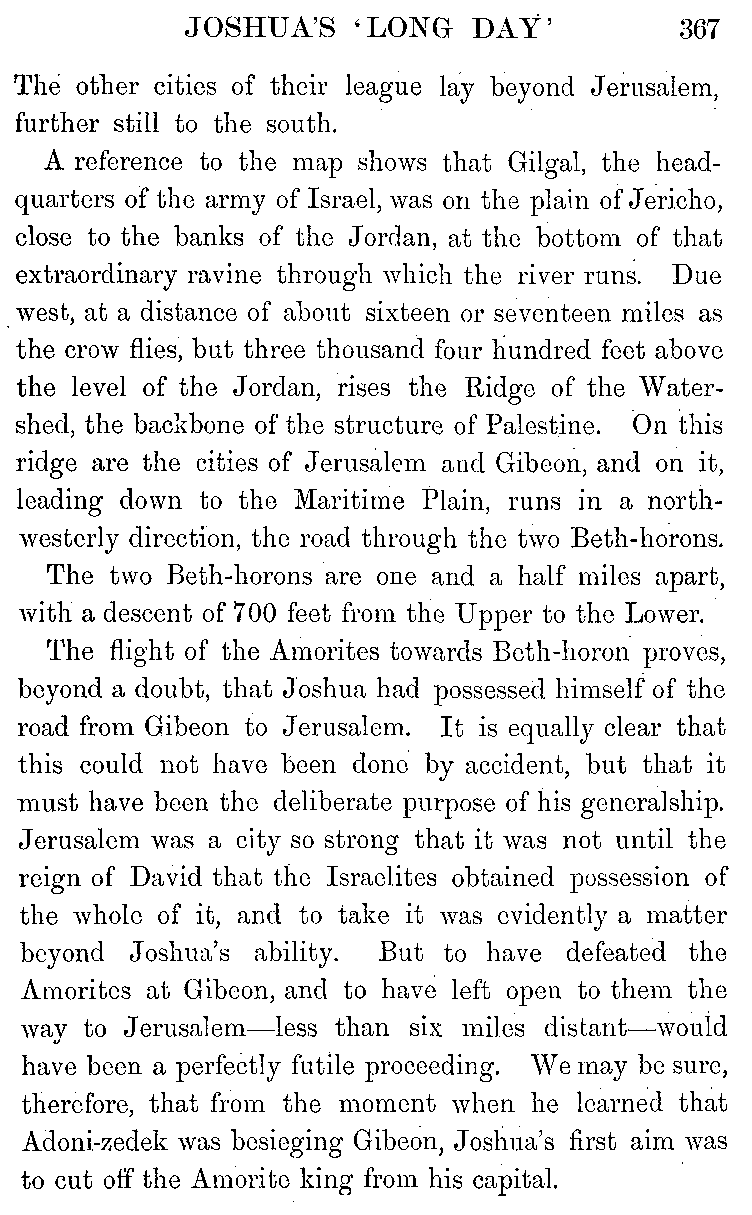 JOSHUA'S 'LONG DAY' 367
The other cities of their league lay beyond Jerusalem,
further still to the south.
A reference to the map shows that Gilgal, the head-
quarters of the army of Israel, was on the plain of Jericho,
close to the banks of the Jordan, at the bottom of that
extraordinary ravine through which the river runs. Due
west, at a distance of about sixteen or seventeen miles as
the crow flies, but three thousand four hundred feet above
the level of the Jordan, rises the Ridge of the Water-
shed, the backbone of the structure of Palestine. On this
ridge are the cities of Jerusalem and Gibeon, and on it,
leading down to the Maritime Plain, runs in a north-
westerly direction, the road through the two Beth-horons.
The two Beth-horons are one and a half miles apart,
with a descent of 700 feet from the Upper to the Lower.
The flight of the Amorites towards Beth-horon proves,
beyond a doubt, that Joshua had possessed himself of the
road from Gibeon to Jerusalem. It is equally clear that
this could not have been done by accident, but that it
must have been the deliberate purpose of his generalship.
Jerusalem was a city so strong that it was not until the
reign of David that the Israelites obtained possession of
the whole of it, and to take it was evidently a matter
beyond Joshua's ability. But to have defeated the
Amorites at Gibeon, and to have left open to them the
way to Jerusalem—less than six miles distant—would
have been a perfectly futile proceeding. We may be sure,
therefore, that from the moment when he learned that
Adoni-zedek was besieging Gibeon, Joshua's first aim was
to cut off the Amorite king from his capital.